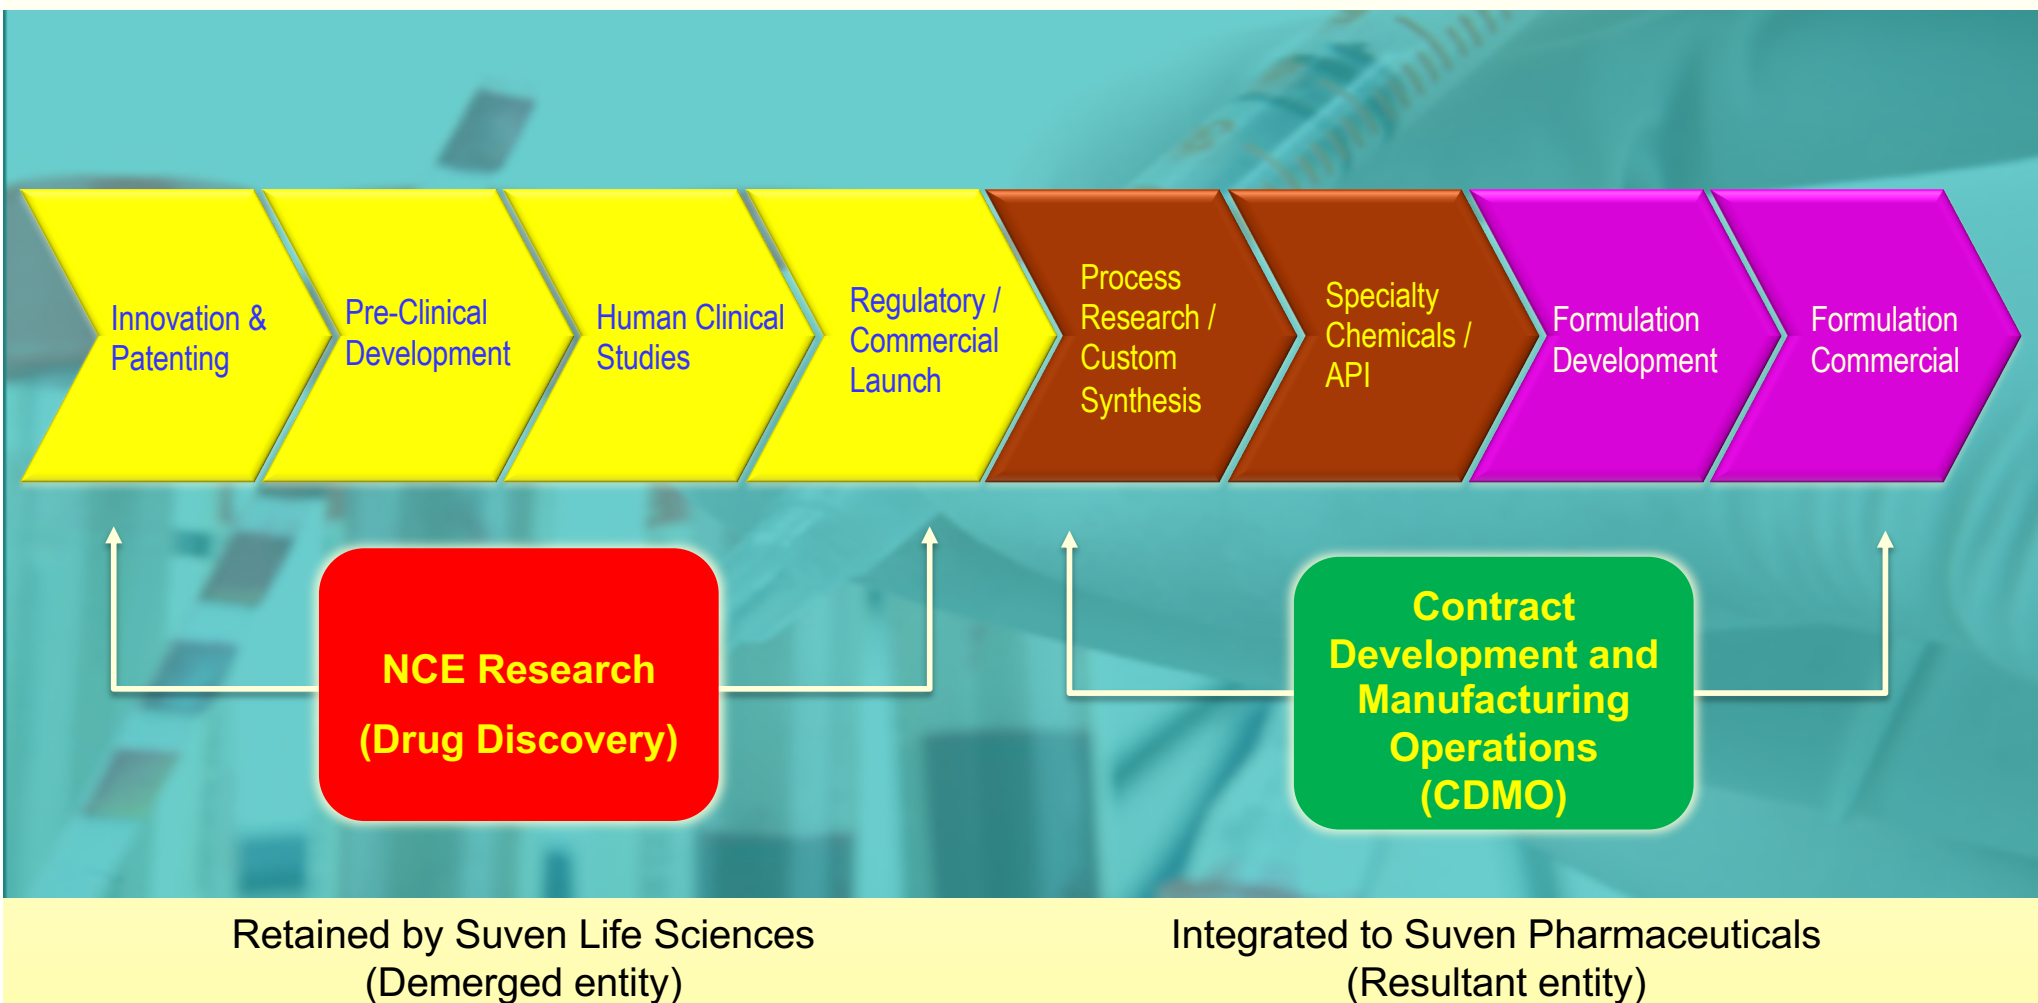 Innovation &
Patenting
Pre-Clinical
Development
Human Clinical
Studies
Regulatory /
Commercial
Launch
Process
Research /
Custom
Synthesis
Specialty
Chemicals /
API
Formulation
Development
Formulation
Commercial
NCE Research
(Drug Discovery)
Contract
Development and
Manufacturing
Operations
(CDMO)
Retained by Suven Life Sciences
(Demerged entity)
Integrated to Suven Pharmaceuticals
(Resultant entity)